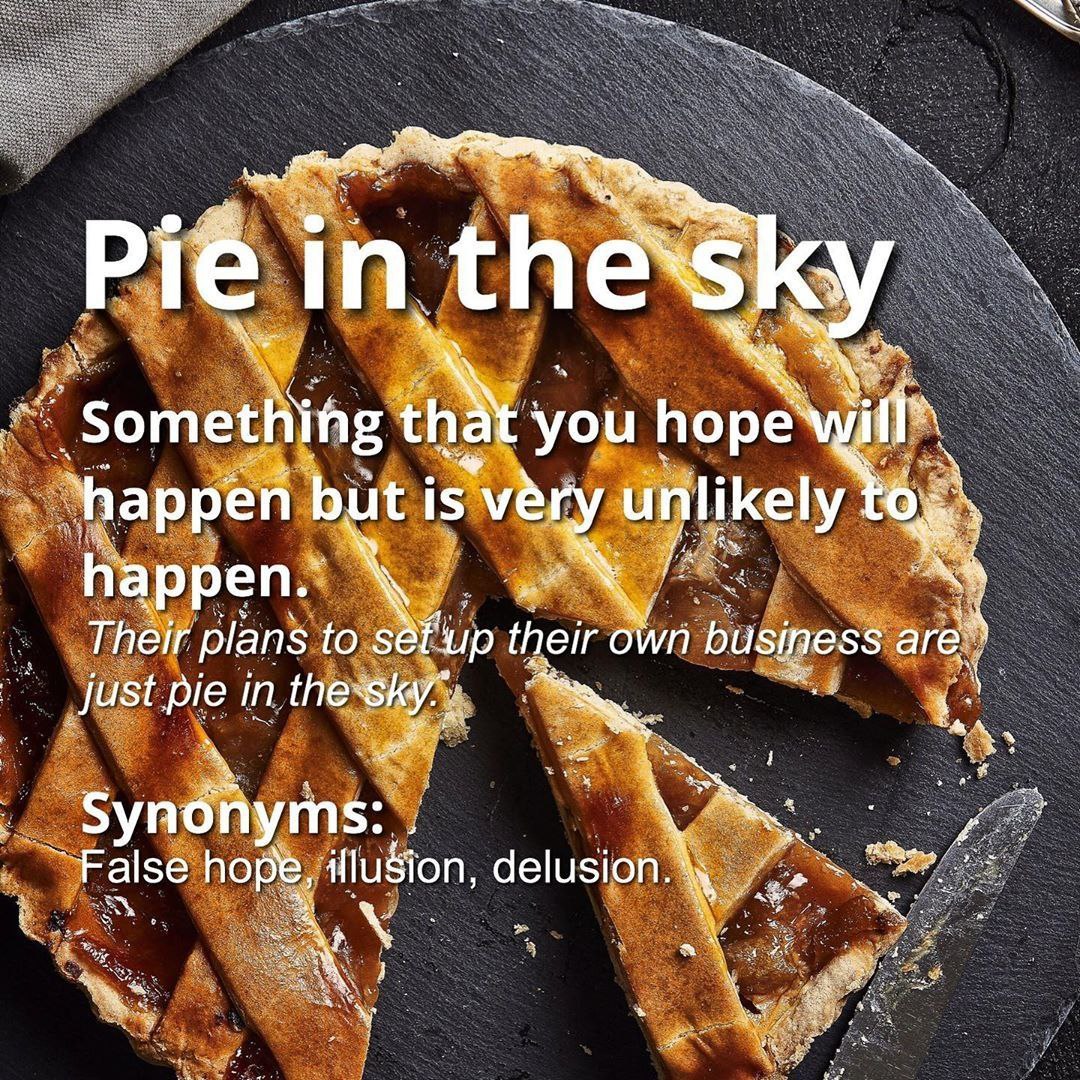 Pie in the sky
Something that you hope will
happen but is very unlikely to
happen.
Their plans to set up their own business are
just pie in the sky.
Synonyms:
False hope, illusion, delusion.